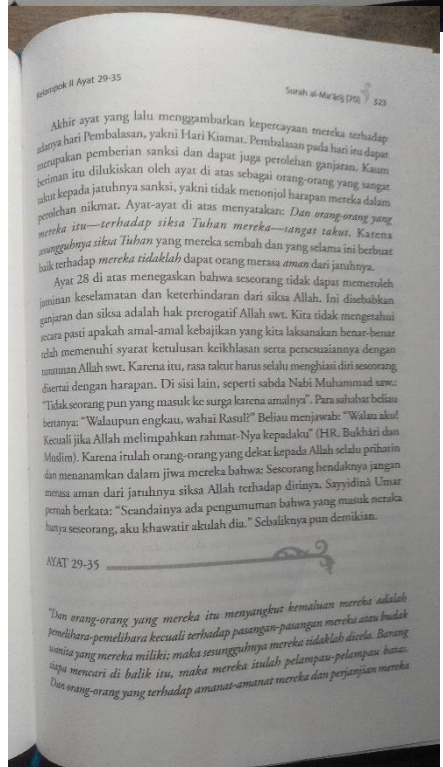 Kelompok II Ayat 29-35
Surah al-Ma'ârij [70] 323
Akhir ayat yang lalu menggambarkan kepercayaan mereka terhadap
adanya hari Pembalasan, yakni Hari Kiamat. Pembalasan pada hari itu dapat
merupakan pemberian sanksi dan dapat juga perolehan ganjaran. Kaum
beriman itu dilukiskan oleh ayat di atas sebagai orang-orang yang sangat
takut kepada jatuhnya sanksi, yakni tidak menonjol harapan mereka dalam
perolehan nikmat. Ayat-ayat di atas menyatakan: Dan orang-orang yang
mereka itu—terhadap siksa Tuhan mereka—sangat takut. Karena
sesungguhnya siksa Tuhan yang mereka sembah dan yang selama ini berbuat
baik terhadap mereka tidaklah dapat orang merasa aman dari jatuhnya.
Ayat 28 di atas menegaskan bahwa seseorang tidak dapat memeroleh
jaminan keselamatan dan keterhindaran dari siksa Allah. Ini disebabkan
ganjaran dan siksa adalah hak prerogatif Allah swt. Kita tidak mengetahui
secara pasti apakah amal-amal kebajikan yang kita laksanakan benar-benar
telah memenuhi syarat ketulusan keikhlasan serta persesuaiannya dengan
tuntunan Allah swt. Karena itu, rasa takut harus selalu menghiasi diri seseorang
disertai dengan harapan. Di sisi lain, seperti sabda Nabi Muhammad saw.:
"Tidak seorang pun yang masuk ke surga karena amalnya". Para sahabat beliau
bertanya: "Walaupun engkau, wahai Rasul?" Beliau menjawab: "Walau aku!
Kecuali jika Allah melimpahkan rahmat-Nya kepadaku" (HR. Bukhâri dan
Muslim). Karena itulah orang-orang yang dekat kepada Allah selalu prihatin
dan menanamkan dalam jiwa mereka bahwa: Seseorang hendaknya jangan
merasa aman dari jatuhnya siksa Allah terhadap dirinya. Sayyidinâ Umar
pernah berkata: "Seandainya ada pengumuman bahwa yang masuk neraka
hanya seseorang, aku khawatir akulah dia." Sebaliknya pun demikian.
AYAT 29-35
"Dan orang-orang yang mereka itu menyangkut kemaluan mereka adalah
pemelihara-pemelihara kecuali terhadap pasangan-pasangan mereka atau budak
wanita yang mereka miliki; maka sesungguhnya mereka tidaklah dicela. Barang
siapa mencari di balik itu, maka mereka itulah pelampau-pelampau batas.
Dan orang-orang yang terhadap amanat-amanat mereka dan perjanjian mereka